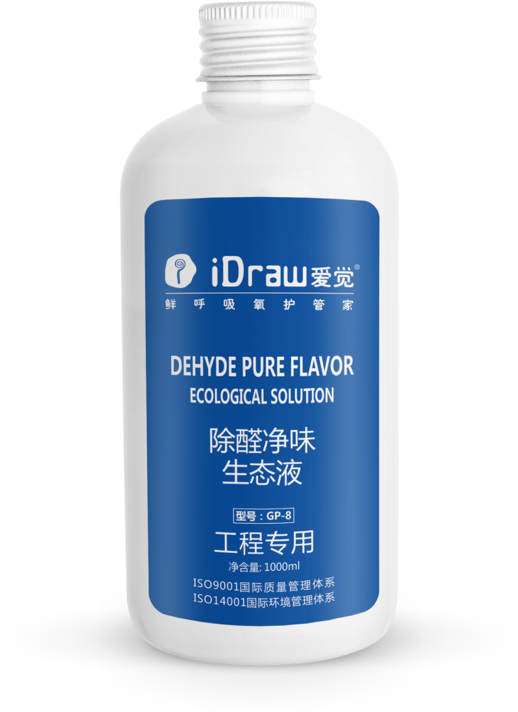 iDraw爱觉®
鲜呼吸氧护管家
DEHYDE PURE FLAVOR
ECOLOGICAL SOLUTION
除醛净味
生态液
型号：GP-8
工程专用
净含量: 1000ml
ISO9001国际质量管理体系
ISO14001国际环境管理体系